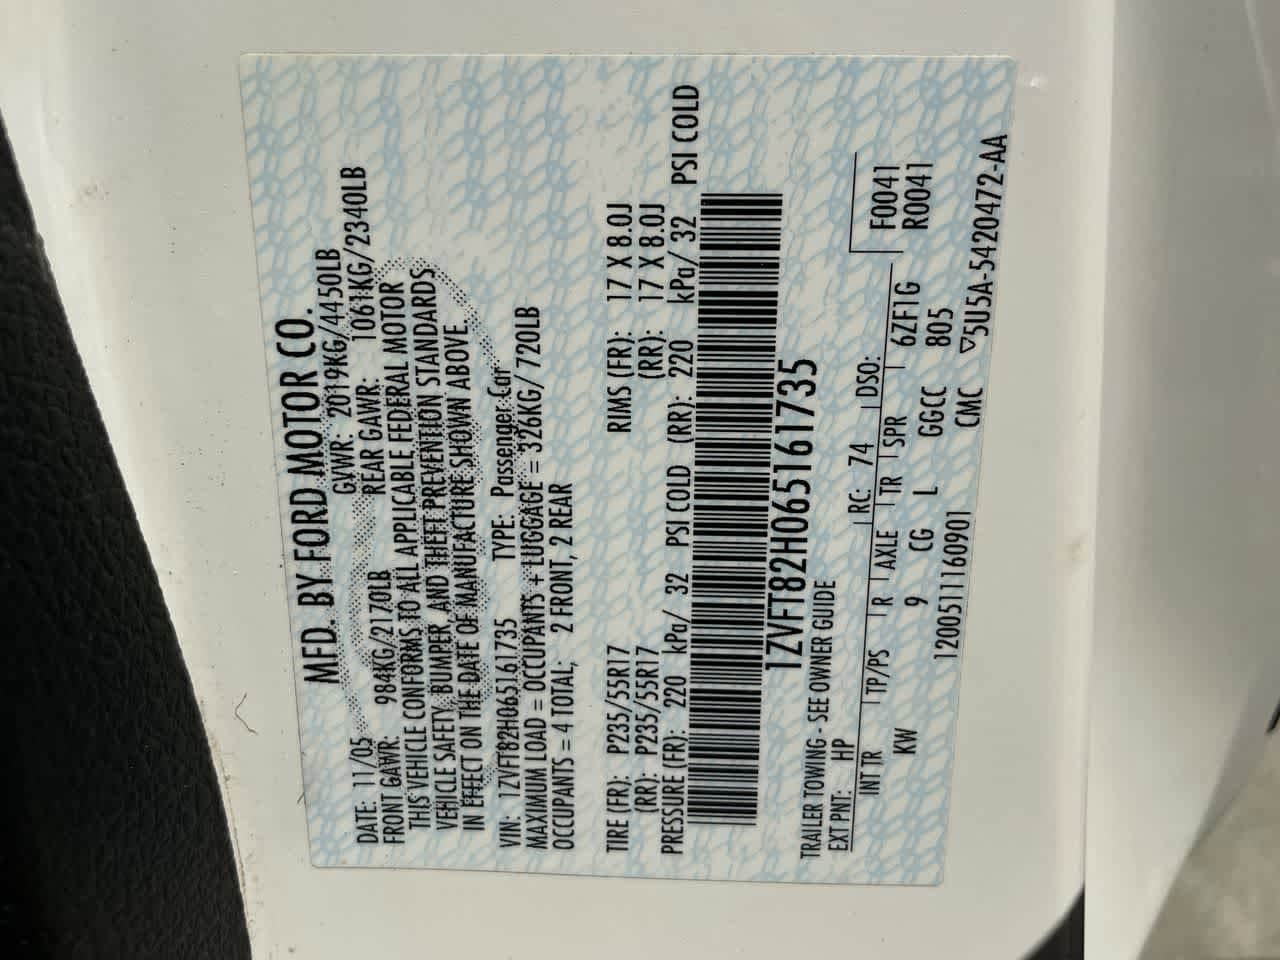 MFD. BY FORD MOTOR CO.
DATE: 11/05 GVWR: 2019KG/4450LB
FRONT GAWR: 984KG/2170LB REAR GAWR: 1061KG/2340LB
THIS VEHICLE CONFORMS TO ALL APPLICABLE FEDERAL MOTOR
VEHICLE SAFETY, BUMPER, AND THEFT PREVENTION STANDARDS
IN EFFECT ON THE DATE OF MANUFACTURE SHOWN ABOVE.
VIN: 1ZVFT82H065161735 TYPE: Passenger Car
MAXIMUM LOAD = OCCUPANTS + LUGGAGE = 326KG/ 720LB
OCCUPANTS = 4 TOTAL; 2 FRONT, 2 REAR
TIRE (FR): P235/55R17 RIMS (FR): 17 X 8.0J
(RR): P235/55R17 (RR): 17 X 8.0J
PRESSURE (FR): 220 kPa/ 32 PSI COLD (RR): 220 kPa/ 32 PSI COLD
1ZVFT82H065161735
TRAILER TOWING - SEE OWNER GUIDE
EXT PNT: HP RC: 74 DSO: F0041
R0041
INT TR TP/PS R AXLE TR SPR 6ZF1G
KW 9 CG L GGCC 805
12005111160901 CMC ▽5U5A-5420472-AA